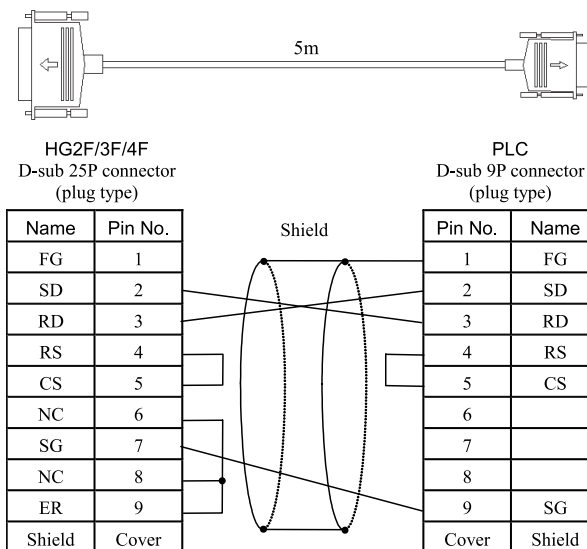 5m
HG2F/3F/4F
D-sub 25P connector
(plug type)
PLC
D-sub 9P connector
(plug type)
Name Pin No. Shield Pin No. Name
FG 1 1 FG
SD 2 2 SD
RD 3 3 RD
RS 4 4 RS
CS 5 5 CS
NC 6 6
SG 7 7
NC 8 8
ER 9 9 SG
Shield Cover Cover Shield